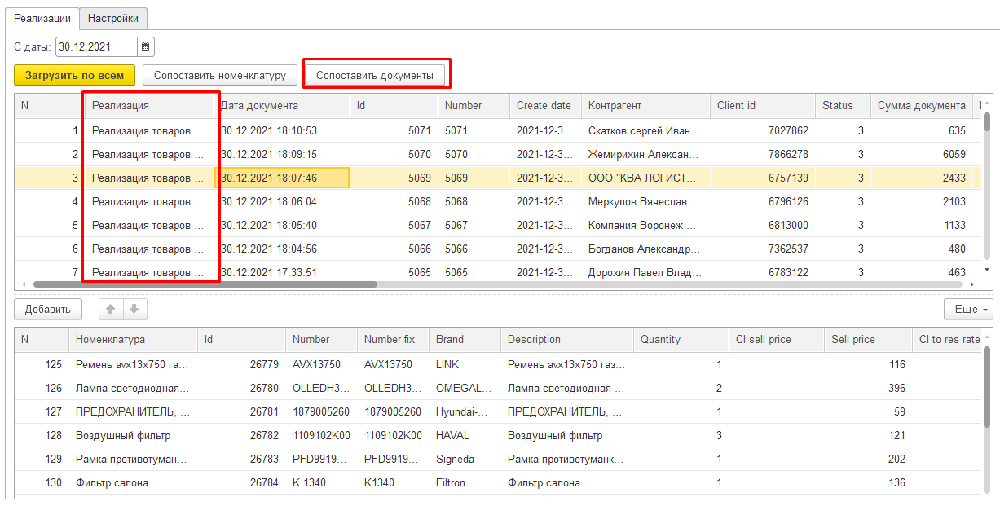 Реализации Настройки
С даты: 30.12.2021
Загрузить по всем Сопоставить номенклатуру Сопоставить документы
N Реализация Дата документа Id Number Create date Контрагент Client id Status Сумма документа
1 Реализация товаров ... 30.12.2021 18:10:53 5071 5071 2021-12-3... Скатков сергей Иван... 7027862 3 635
2 Реализация товаров ... 30.12.2021 18:09:15 5070 5070 2021-12-3... Жемирихин Алексан... 7866278 3 6059
3 Реализация товаров ... 30.12.2021 18:07:46 5069 5069 2021-12-3... ООО "КВА ЛОГИСТ... 6757139 3 2433
4 Реализация товаров ... 30.12.2021 18:06:04 5068 5068 2021-12-3... Меркулов Вячеслав 6796126 3 2103
5 Реализация товаров ... 30.12.2021 18:05:40 5067 5067 2021-12-3... Компания Воронеж ... 6813000 3 1133
6 Реализация товаров ... 30.12.2021 18:04:56 5066 5066 2021-12-3... Богданов Александр... 7362537 3 480
7 Реализация товаров ... 30.12.2021 17:33:51 5065 5065 2021-12-3... Дорохин Павел Влад... 6783122 3 463
Добавить Еще
N Номенклатура Id Number Number fix Brand Description Quantity Cl sell price Sell price Cl to res rate
125 Ремень avx13x750 га... 26779 AVX13750 AVX13750 LINK Ремень avx13x750 газ... 1 116
126 Лампа светодиодная... 26780 OLLEDH3... OLLEDH3... OMEGAL... Лампа светодиодная ... 2 396
127 ПРЕДОХРАНИТЕЛЬ, ... 26781 1879005260 1879005260 Hyundai-... ПРЕДОХРАНИТЕЛЬ, ... 1 59
128 Воздушный фильтр 26782 1109102K00 1109102K00 HAVAL Воздушный фильтр 3 121
129 Рамка противотуман... 26783 PFD9919... PFD9919... Signeda Рамка противотуманк... 1 202
130 Фильтр салона 26784 K 1340 K1340 Filtron Фильтр салона 1 136